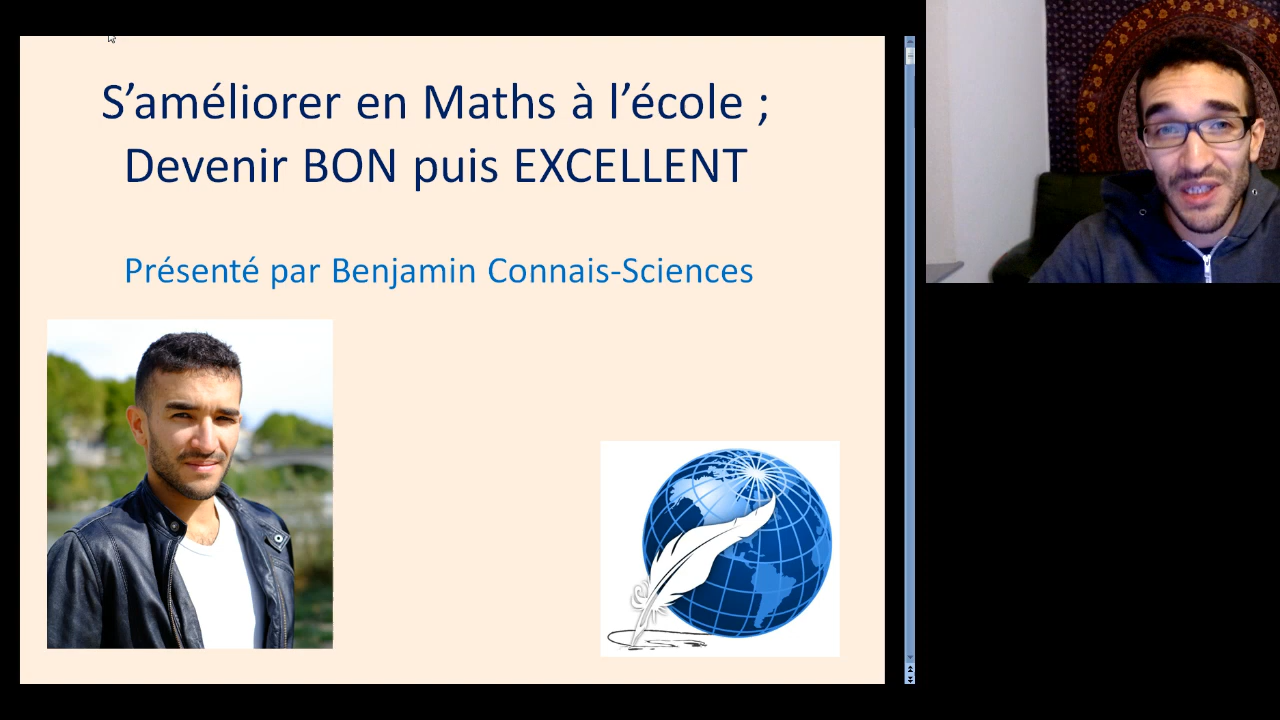 S’améliorer en Maths à l’école ;
Devenir BON puis EXCELLENT
Présenté par Benjamin Connais-Sciences